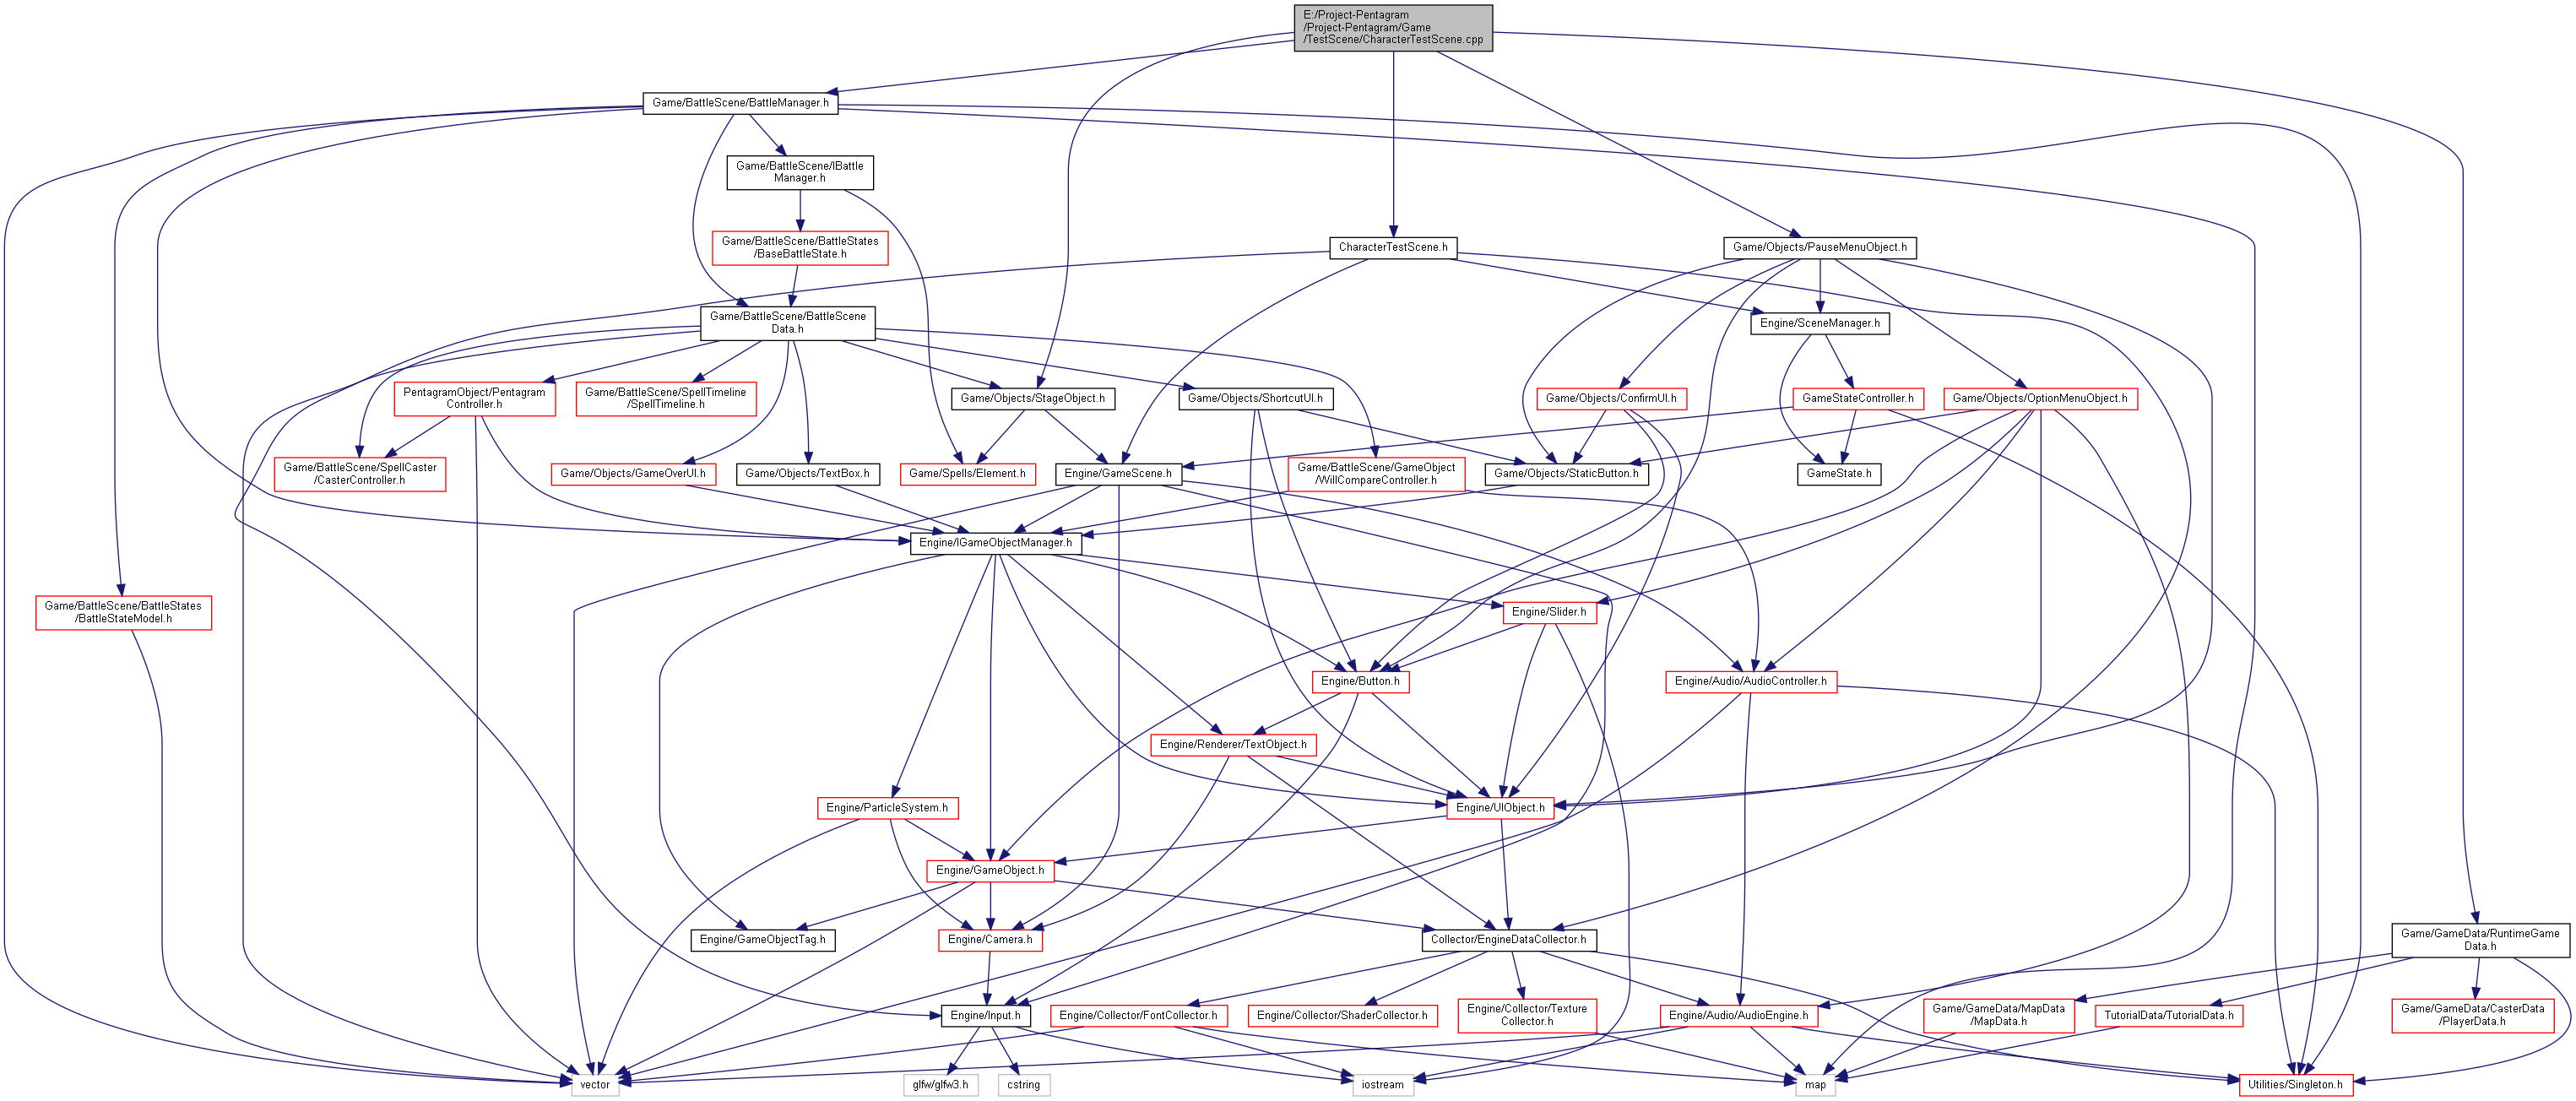 E:/Project-Pentagram
/Project-Pentagram/Game
/TestScene/CharacterTestScene.cpp
Game/BattleScene/BattleManager.h
Game/BattleScene/IBattle
Manager.h
Game/BattleScene/BattleStates
/BaseBattleState.h
CharacterTestScene.h
Game/Objects/PauseMenuObject.h
Game/BattleScene/BattleScene
Data.h
Engine/SceneManager.h
PentagramObject/Pentagram
Controller.h
Game/BattleScene/SpellTimeline
/SpellTimeline.h
Game/Objects/StageObject.h
Game/Objects/ShortcutUI.h
Game/Objects/ConfirmUI.h
GameStateController.h
Game/Objects/OptionMenuObject.h
Game/BattleScene/SpellCaster
/CasterController.h
Game/Objects/GameOverUI.h
Game/Objects/TextBox.h
Game/Spells/Element.h
Engine/GameScene.h
Game/BattleScene/GameObject
/WillCompareController.h
Game/Objects/StaticButton.h
GameState.h
Engine/IGameObjectManager.h
Game/BattleScene/BattleStates
/BattleStateModel.h
Engine/Slider.h
Engine/Button.h
Engine/Audio/AudioController.h
Engine/Renderer/TextObject.h
Engine/ParticleSystem.h
Engine/UIObject.h
Engine/GameObject.h
Engine/GameObjectTag.h
Engine/Camera.h
Collector/EngineDataCollector.h
Game/GameData/RuntimeGame
Data.h
Engine/Input.h
Engine/Collector/FontCollector.h
Engine/Collector/ShaderCollector.h
Engine/Collector/Texture
Collector.h
Engine/Audio/AudioEngine.h
Game/GameData/MapData
/MapData.h
TutorialData/TutorialData.h
Game/GameData/CasterData
/PlayerData.h
vector
glfw/glfw3.h
cstring
iostream
map
Utilities/Singleton.h